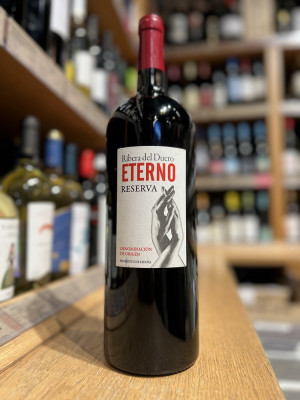 Ribera del Duero
ETERNO
RESERVA
DENOMINACIÓN
DE ORIGEN